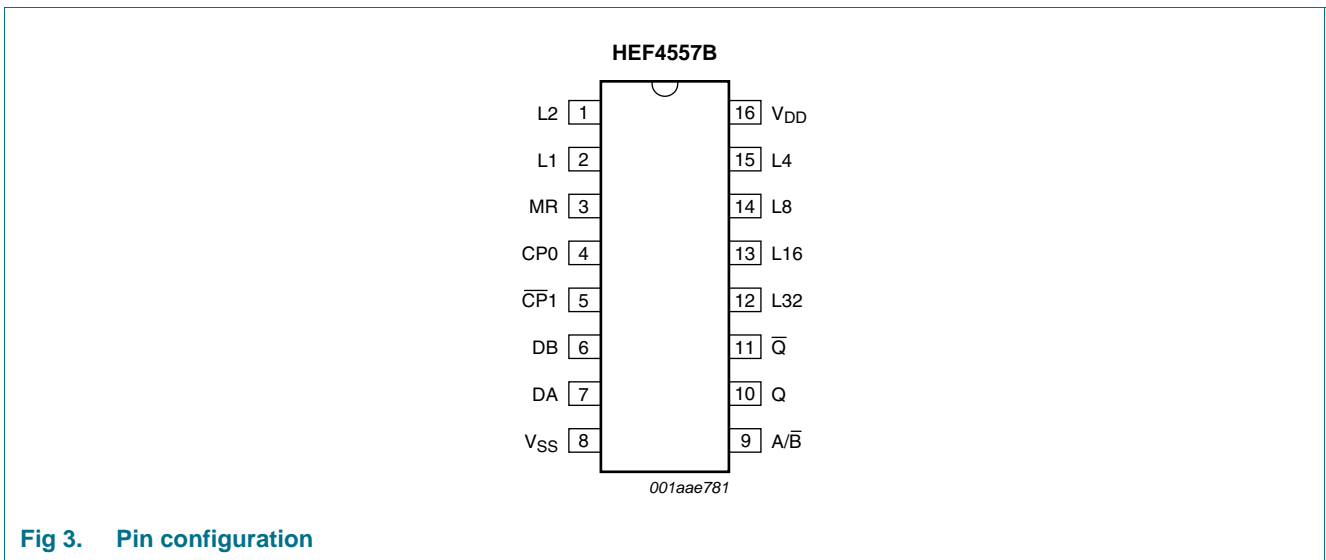 HEF4557B
L2 1 16 VDD
L1 2 15 L4
MR 3 14 L8
CP0 4 13 L16
C̅P̅1 5 12 L32
DB 6 11 Q̅
DA 7 10 Q
VSS 8 9 A/B̅
001aae781
Fig 3. Pin configuration